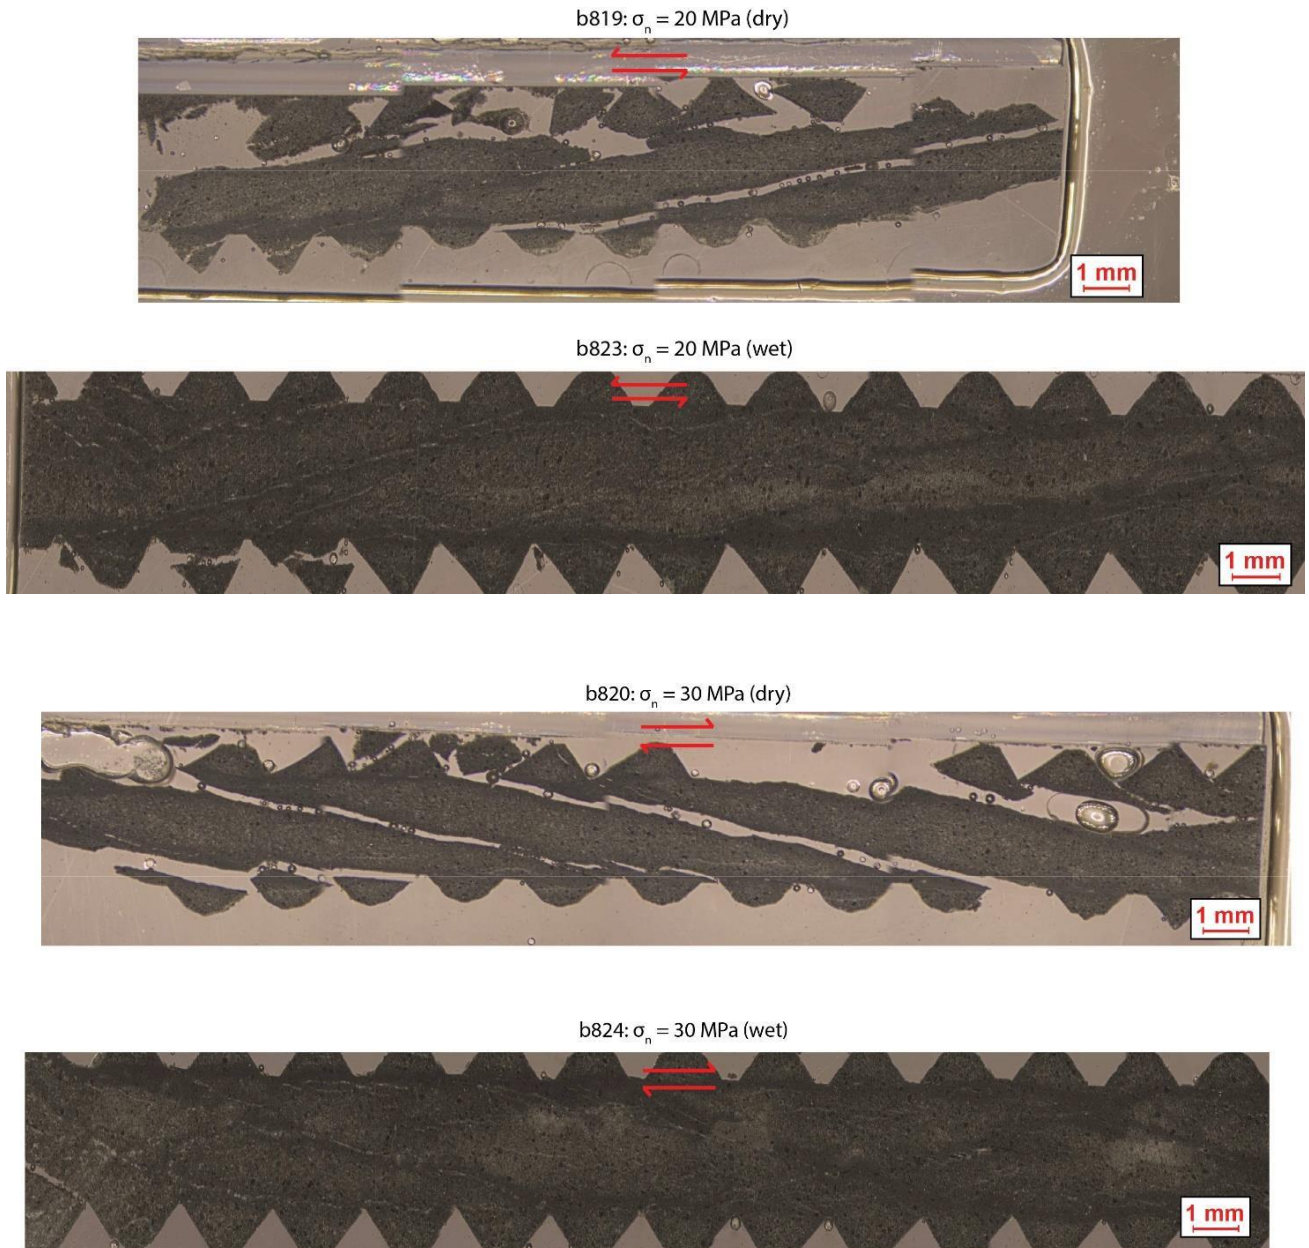 b819: σn = 20 MPa (dry)
1 mm
b823: σn = 20 MPa (wet)
1 mm
b820: σn = 30 MPa (dry)
1 mm
b824: σn = 30 MPa (wet)
1 mm